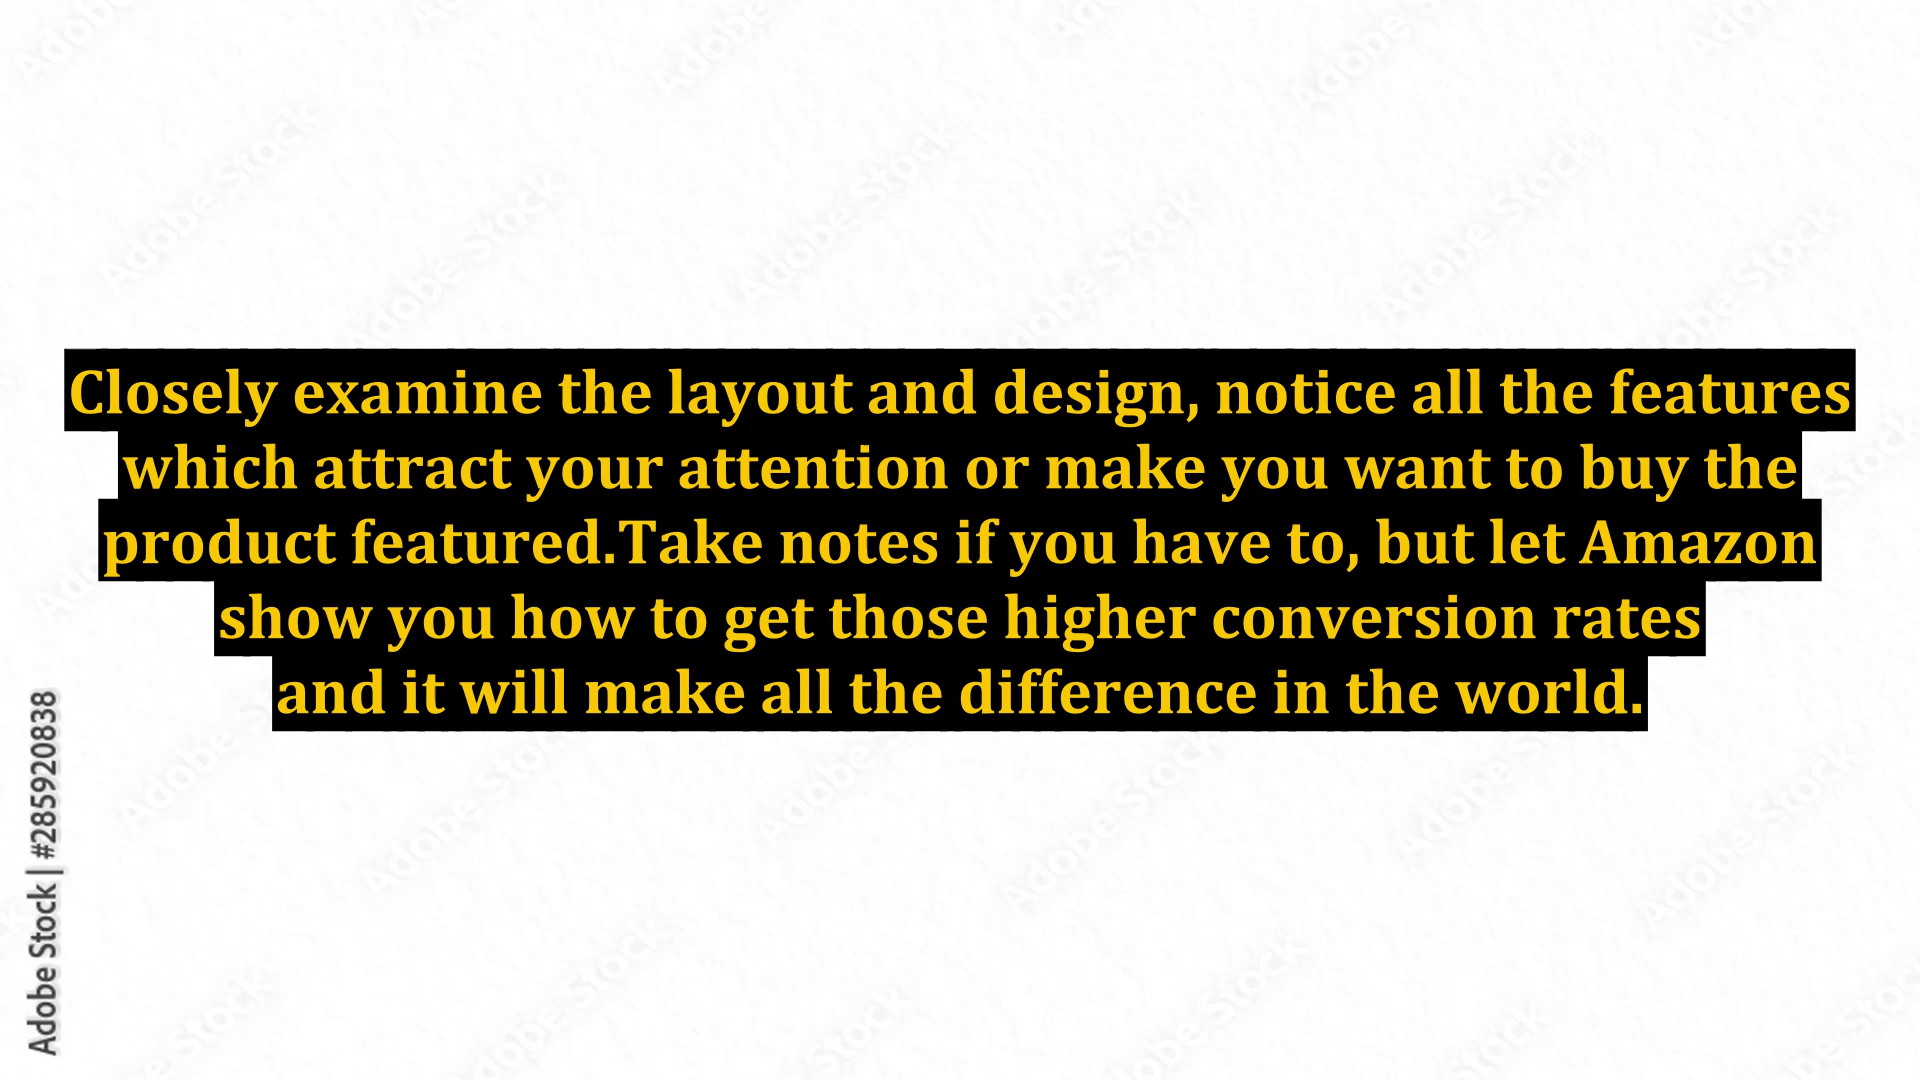 Closely examine the layout and design, notice all the features
which attract your attention or make you want to buy the
product featured.Take notes if you have to, but let Amazon
show you how to get those higher conversion rates
and it will make all the difference in the world.
Adobe Stock | #285920838
Adobe Stock